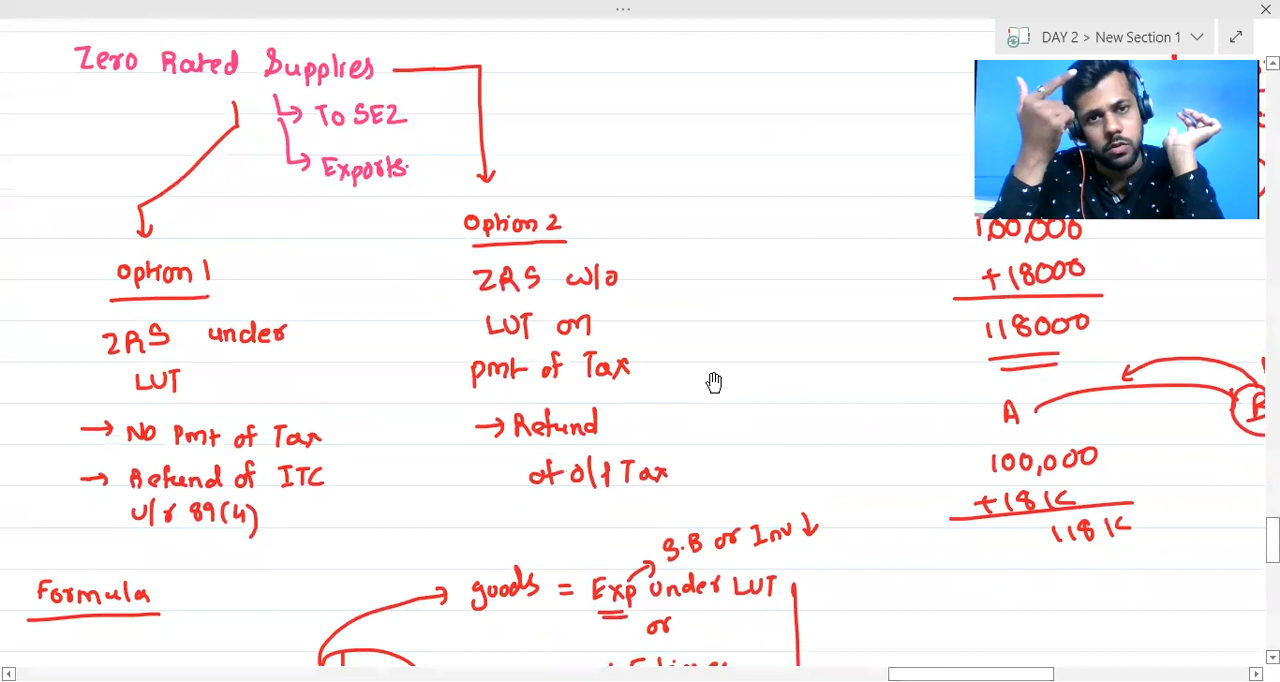 DAY 2 > New Section 1
Zero Rated Supplies
→ To SEZ
→ Exports.
Option 1
ZRS under
LUT
→ No Pmt of Tax
→ Refund of ITC
U/r 89(4)
Option 2
ZRS w/o
LUT on
pmt of Tax
→ Refund
of O/P Tax
100,000
+18000
118000
A
B
100,000
+18K
118K
Formula
S.B or Inv ↓
goods = Exp under LUT
or